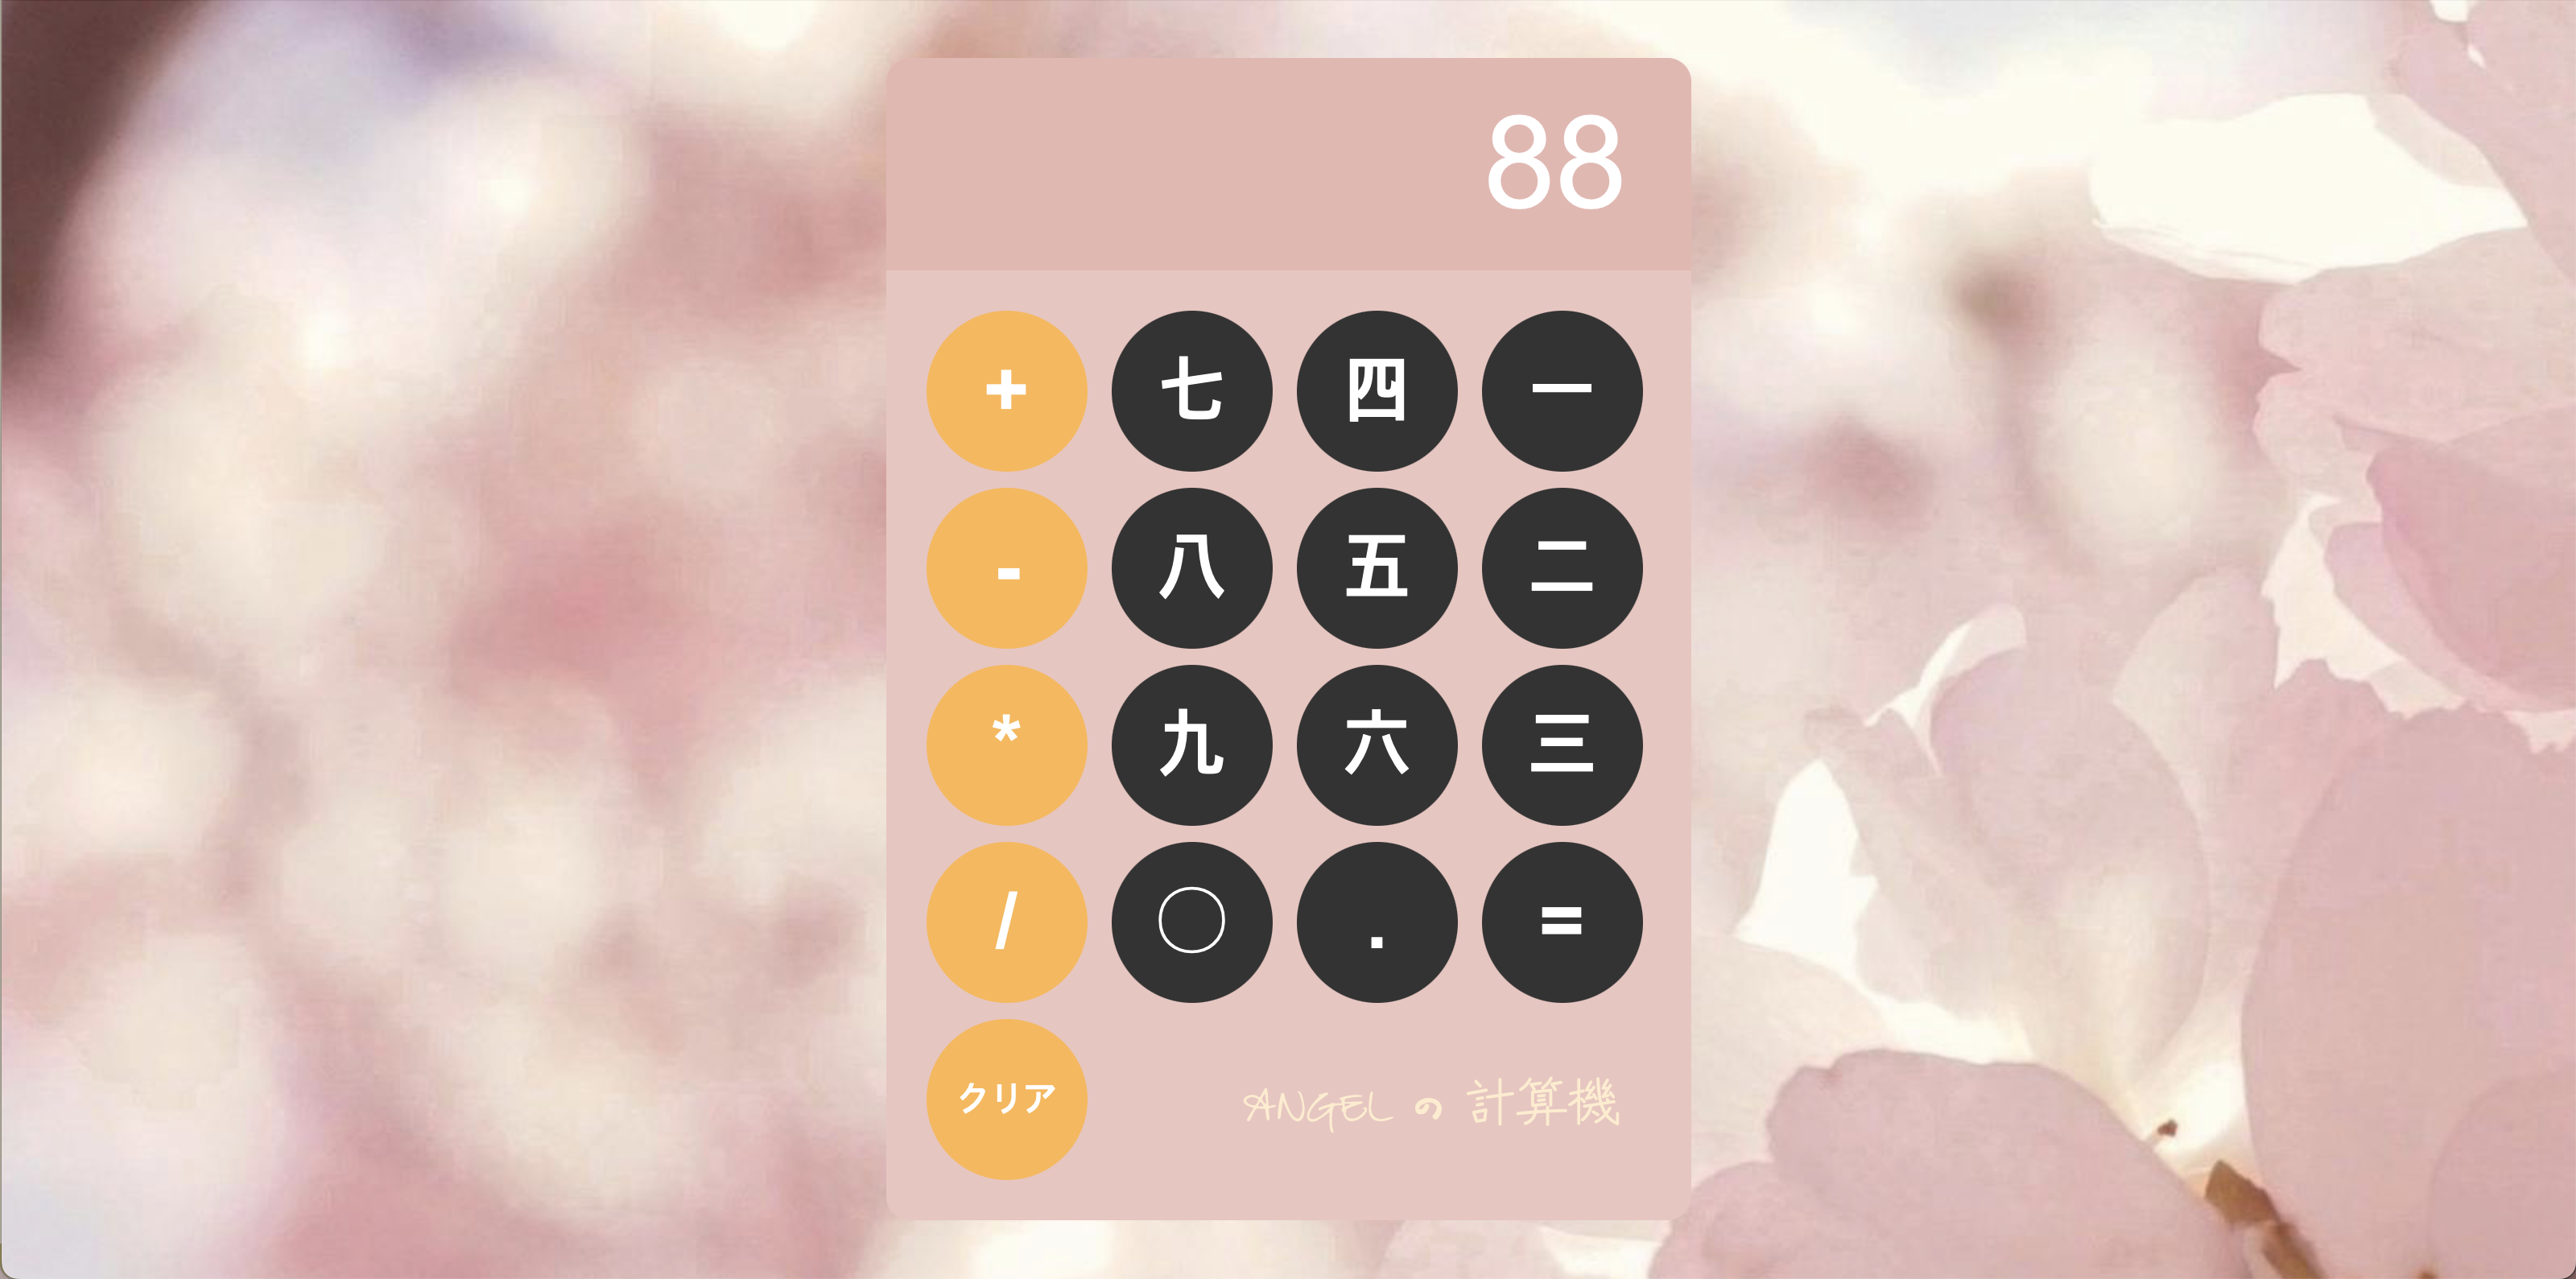 88
+ 七 四 一
- 八 五 二
* 九 六 三
/ 〇 . =
クリア ANGEL の 計算機